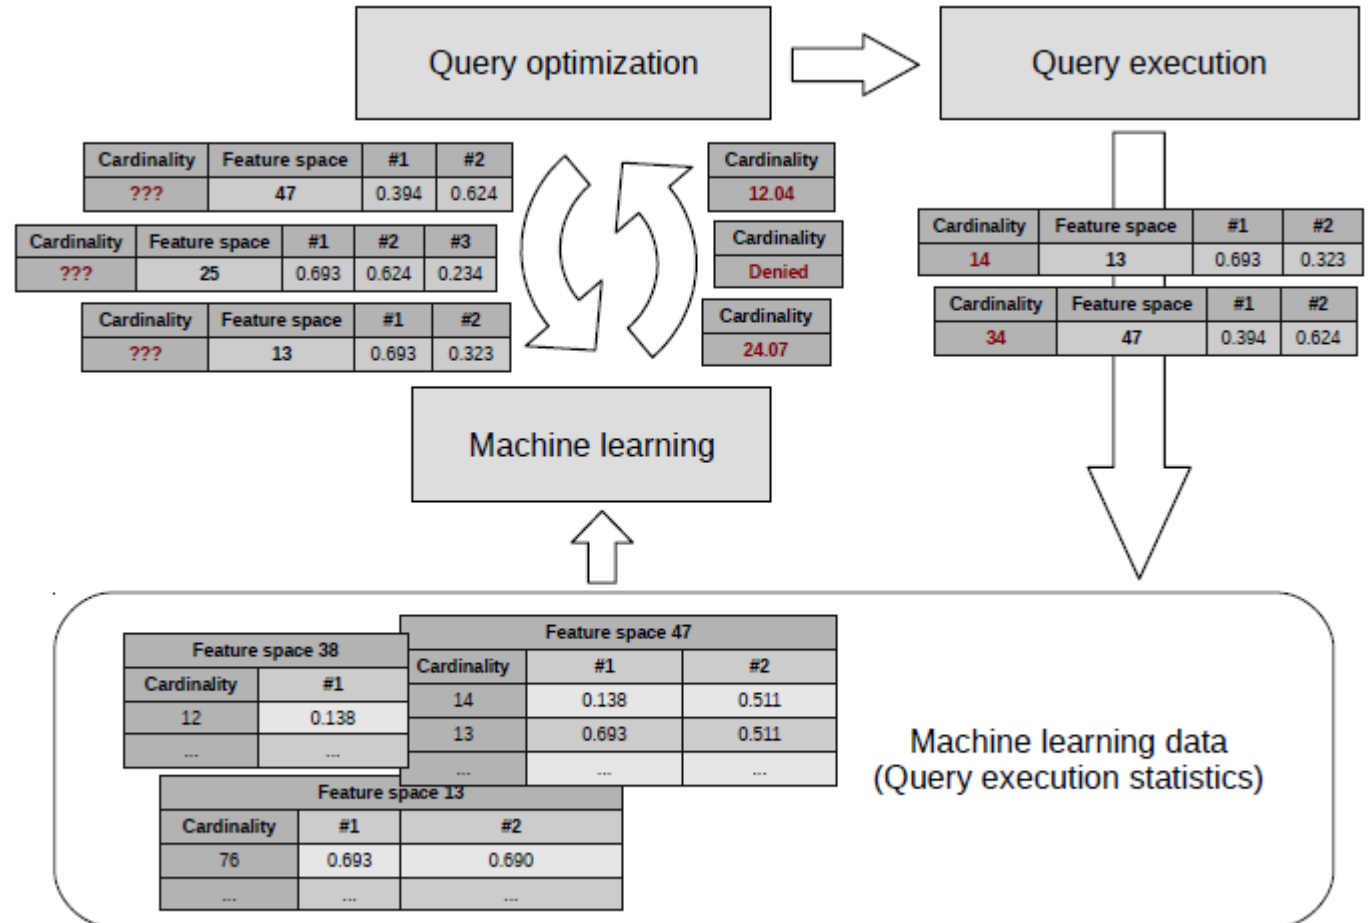 Query optimization
Query execution
Cardinality Feature space #1 #2
??? 47 0.394 0.624
Cardinality Feature space #1 #2 #3
??? 25 0.693 0.624 0.234
Cardinality Feature space #1 #2
??? 13 0.693 0.323
Cardinality
12.04
Cardinality
Denied
Cardinality
24.07
Cardinality Feature space #1 #2
14 13 0.693 0.323
Cardinality Feature space #1 #2
34 47 0.394 0.624
Machine learning
Feature space 38
Cardinality #1
12 0.138
... ...
Feature space 47
Cardinality #1 #2
14 0.138 0.511
13 0.693 0.511
... ... ...
Feature space 13
Cardinality #1 #2
76 0.693 0.690
... ... ...
Machine learning data
(Query execution statistics)